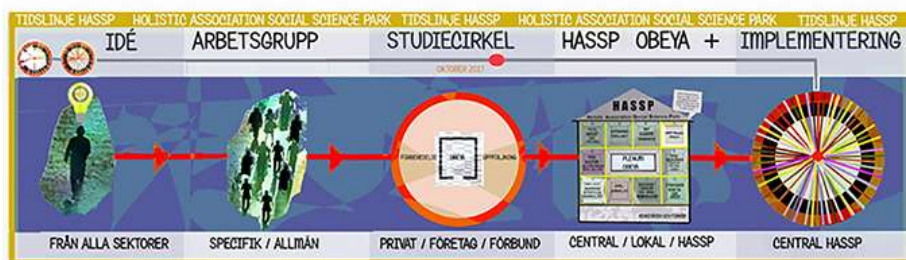 TIDSLINJE HASSP HOLISTIC ASSOCIATION SOCIAL SCIENCE PARK TIDSLINJE HASSP HOLISTIC ASSOCIATION SOCIAL SCIENCE PARK TIDSLINJE HASSP
IDÉ ARBETSGRUPP STUDIECIRKEL HASSP OBEYA + IMPLEMENTERING
OKTOBER 2017
HASSP
Holistic Association Social Science Park
FÖRBEREDELSE OBEYA UPPFÖLJNING
PLENUM
OBEYA
FRÅN ALLA SEKTORER SPECIFIK / ALLMÄN PRIVAT / FÖRETAG / FÖRBUND CENTRAL / LOKAL / HASSP CENTRAL HASSP